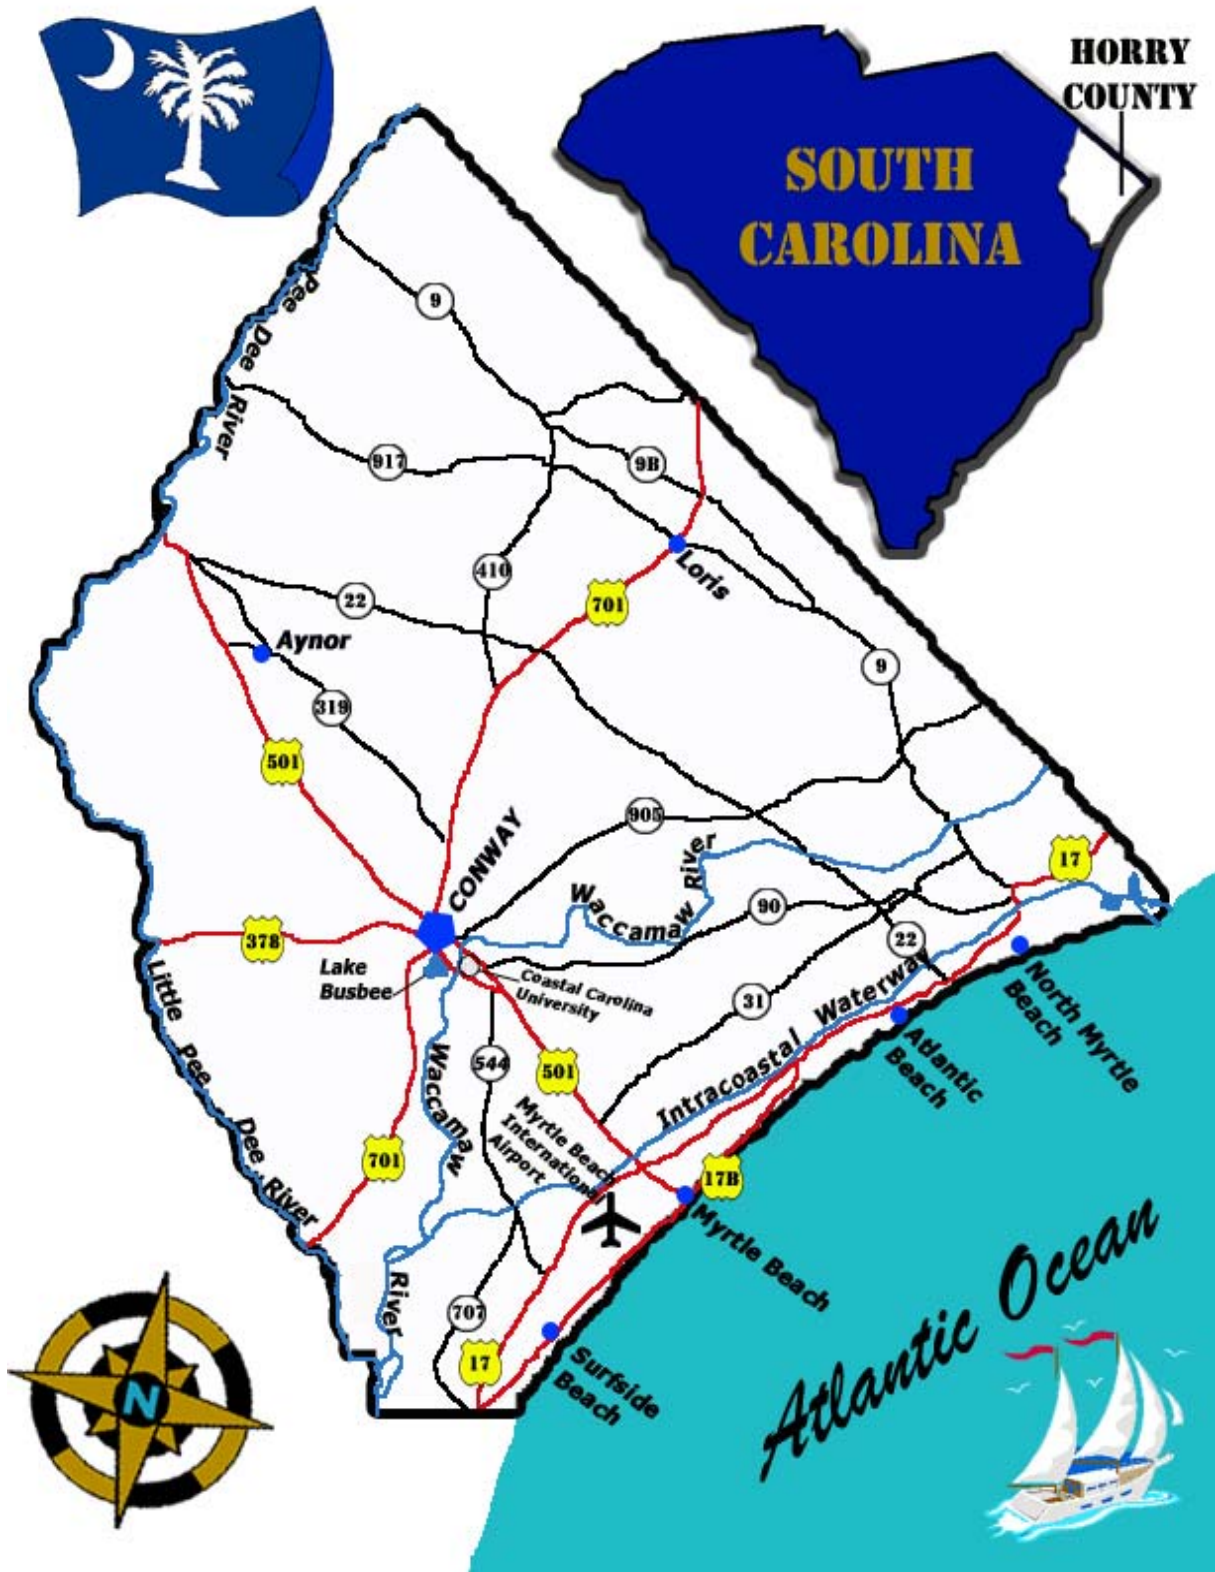 HORRY
COUNTY
SOUTH
CAROLINA
Pee Dee River
9
917
9B
410
22
701
Loris
Aynor
319
9
501
905
CONWAY
Waccamaw River
17
90
378
22
Lake
Busbee
Coastal Carolina
University
Little Pee Dee River
31
Intracoastal Waterway
North Myrtle
Beach
Atlantic
Beach
544
501
Waccamaw River
Myrtle Beach
International
Airport
701
17B
Myrtle Beach
707
17
Surfside
Beach
Atlantic Ocean
N